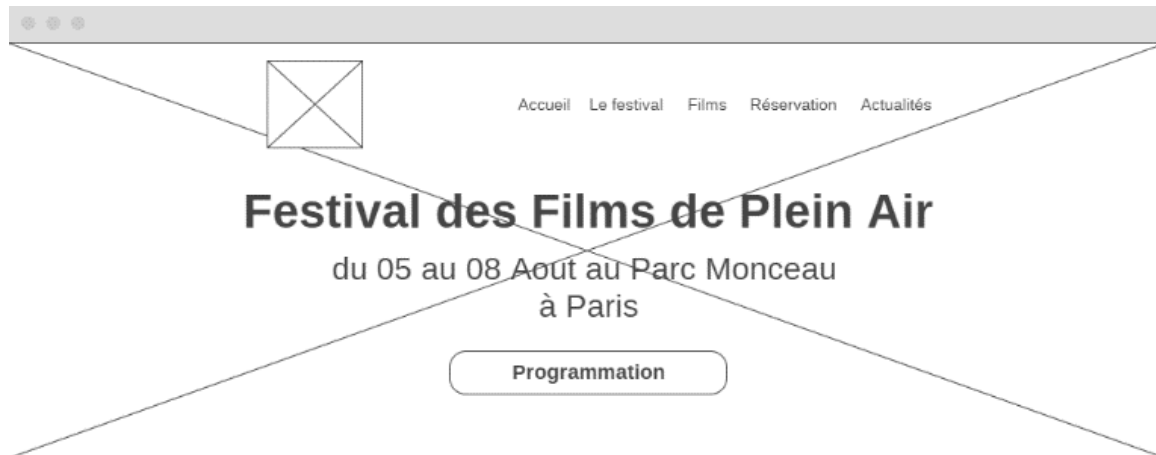 Accueil Le festival Films Réservation Actualités
Festival des Films de Plein Air
du 05 au 08 Aout au Parc Monceau
à Paris
Programmation